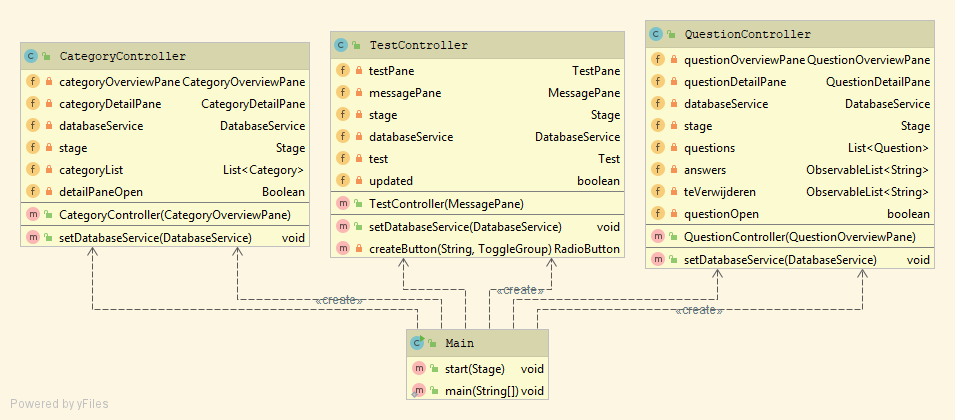 CategoryController
categoryOverviewPane CategoryOverviewPane
categoryDetailPane CategoryDetailPane
databaseService DatabaseService
stage Stage
categoryList List<Category>
detailPaneOpen Boolean
CategoryController(CategoryOverviewPane)
setDatabaseService(DatabaseService) void
TestController
testPane TestPane
messagePane MessagePane
stage Stage
databaseService DatabaseService
test Test
updated boolean
TestController(MessagePane)
setDatabaseService(DatabaseService) void
createButton(String, ToggleGroup) RadioButton
QuestionController
questionOverviewPane QuestionOverviewPane
questionDetailPane QuestionDetailPane
databaseService DatabaseService
stage Stage
questions List<Question>
answers ObservableList<String>
teVerwijderen ObservableList<String>
questionOpen boolean
QuestionController(QuestionOverviewPane)
setDatabaseService(DatabaseService) void
«create»
«create»
«create»
Main
start(Stage) void
main(String[]) void
Powered by yFiles